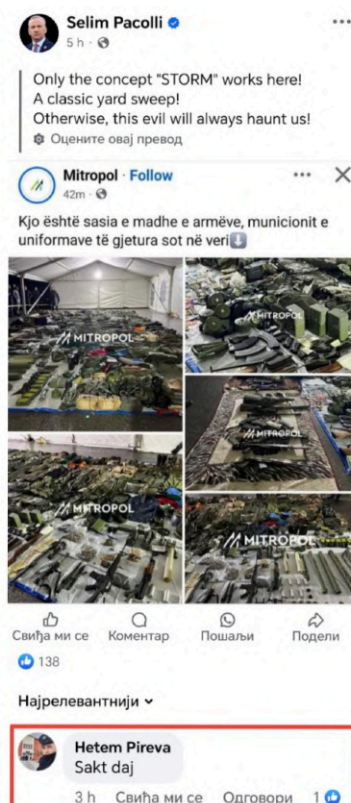 Selim Pacolli
5 h ·
Only the concept "STORM" works here!
A classic yard sweep!
Otherwise, this evil will always haunt us!
Оцените овај превод
Mitropol · Follow
42m ·
Kjo është sasia e madhe e armëve, municionit e
uniformave të gjetura sot në veri⬇️
MITROPOL
MITROPOL
MITROPOL
MITROPOL
MITROPOL
Свиђа ми се Коментар Пошаљи Подели
138
Најрелевантнији
Hetem Pireva
Sakt daj
3 h Свиђа ми се Одговори 1